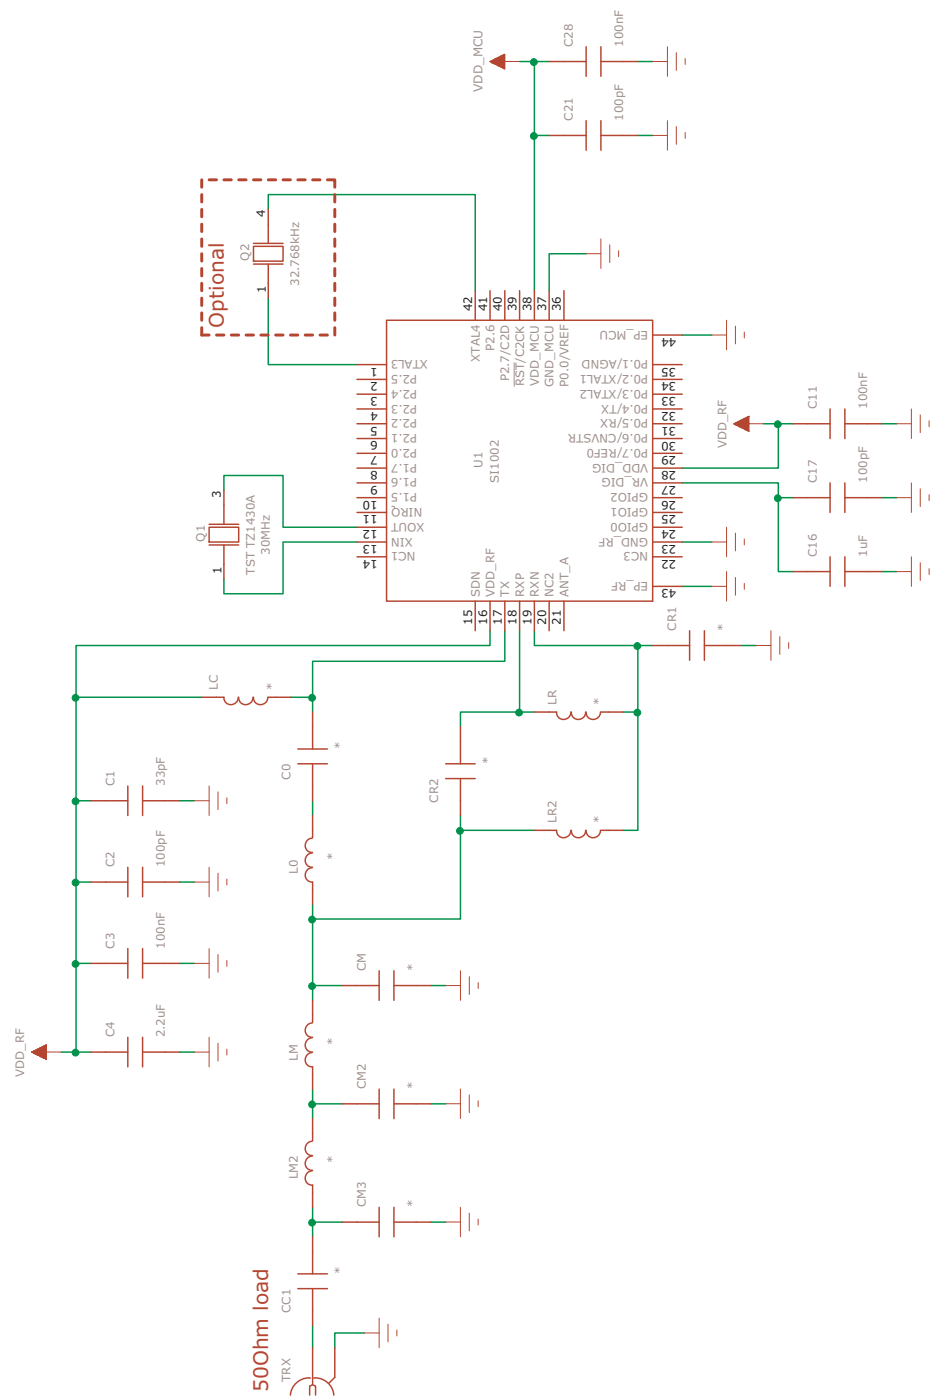 VDD_MCU
C28
100nF
C21
100pF
Optional
Q2
32.768kHz
1
4
42
41
40
39
38
37
36
XTAL4
P2.6
P2.7/C2D
RST/C2CK
VDD_MCU
GND_MCU
P0.0/VREF
XTAL3
P2.5
P2.4
P2.3
P2.2
P2.1
P2.0
P1.7
P1.6
P1.5
NIRQ
XOUT
XIN
NC1
1
2
3
4
5
6
7
8
9
10
11
12
13
14
U1
SI1002
EP_MCU
44
P0.1/AGND
P0.2/XTAL1
P0.3/XTAL2
P0.4/TX
P0.5/RX
P0.6/CNVSTR
P0.7/REF0
VDD_DIG
VR_DIG
GPIO2
GPIO1
GPIO0
GND_RF
NC3
EP_RF
35
34
33
32
31
30
29
28
27
26
25
24
23
22
43
SDN
VDD_RF
TX
RXP
RXN
NC2
ANT_A
15
16
17
18
19
20
21
Q1
TST TZ1430A
30MHz
1
3
VDD_RF
C11
100nF
C17
100pF
C16
1uF
CR1
*
LC
*
LR
*
C0
*
CR2
*
LR2
*
L0
*
C1
33pF
C2
100pF
C3
100nF
C4
2.2uF
VDD_RF
CM
*
LM
*
CM2
*
LM2
*
CM3
*
CC1
*
50Ohm load
TRX